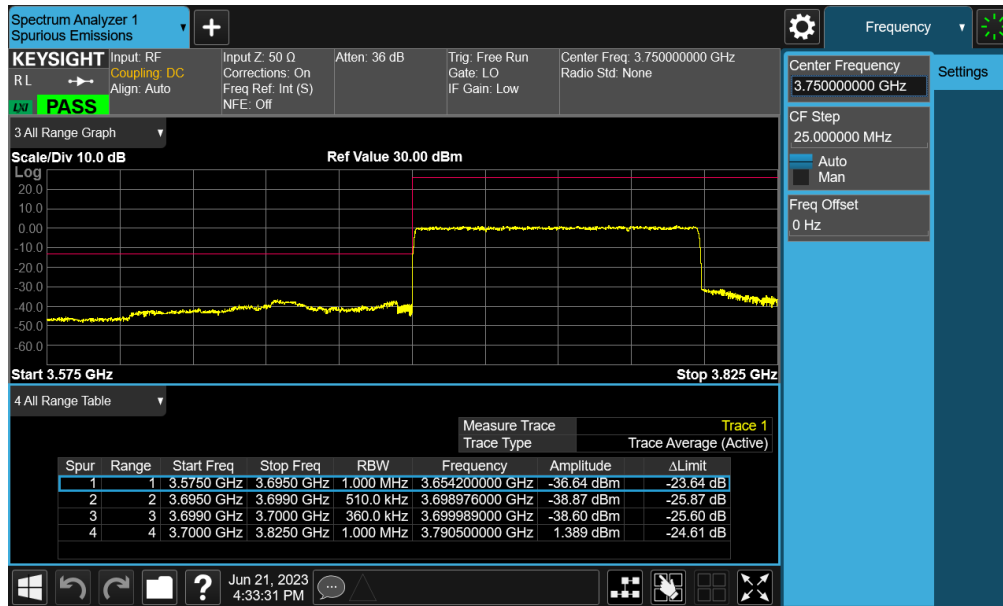 Spectrum Analyzer 1
Spurious Emissions
Frequency
KEYSIGHT
R L
LXI
PASS
Input: RF
Coupling: DC
Align: Auto
Input Z: 50 Ω
Corrections: On
Freq Ref: Int (S)
NFE: Off
Atten: 36 dB
Trig: Free Run
Gate: LO
IF Gain: Low
Center Freq: 3.750000000 GHz
Radio Std: None
Center Frequency
3.750000000 GHz
Settings
CF Step
25.000000 MHz
Auto
Man
Freq Offset
0 Hz
3 All Range Graph
Scale/Div 10.0 dB
Ref Value 30.00 dBm
Log
20.0
10.0
0.00
-10.0
-20.0
-30.0
-40.0
-50.0
-60.0
Start 3.575 GHz
Stop 3.825 GHz
4 All Range Table
Measure Trace Trace 1
Trace Type Trace Average (Active)
Spur Range Start Freq Stop Freq RBW Frequency Amplitude ΔLimit
1 1 3.5750 GHz 3.6950 GHz 1.000 MHz 3.654200000 GHz -36.64 dBm -23.64 dB
2 2 3.6950 GHz 3.6990 GHz 510.0 kHz 3.698976000 GHz -38.87 dBm -25.87 dB
3 3 3.6990 GHz 3.7000 GHz 360.0 kHz 3.699989000 GHz -38.60 dBm -25.60 dB
4 4 3.7000 GHz 3.8250 GHz 1.000 MHz 3.790500000 GHz 1.389 dBm -24.61 dB
Jun 21, 2023
4:33:31 PM